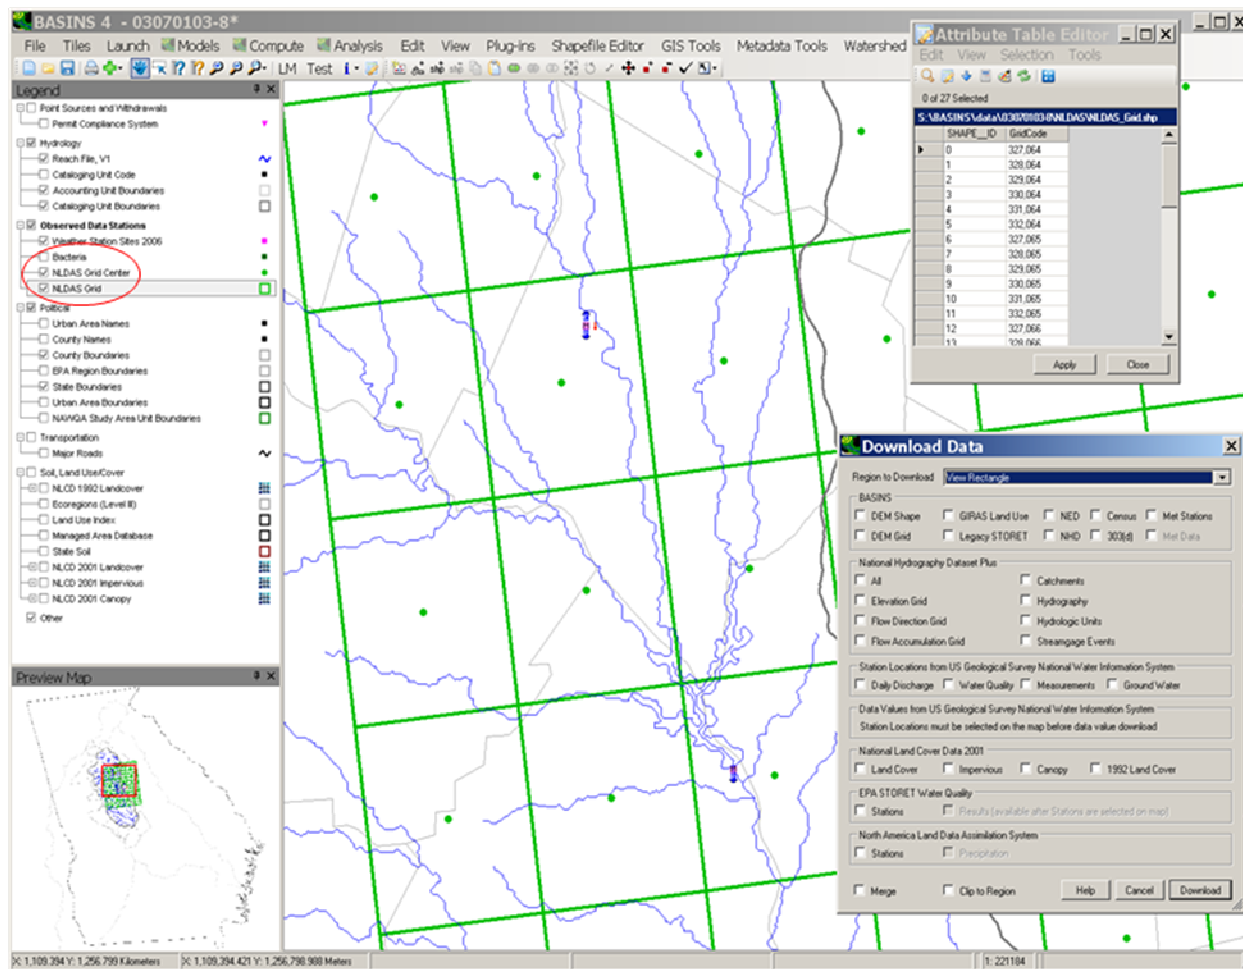 BASINS 4 - 03070103-8*
File Tiles Launch Models Compute Analysis Edit View Plug-ins Shapefile Editor GIS Tools Metadata Tools Watershed
LM Test
Legend
Point Sources and Withdrawals
Permit Compliance System
Hydrology
Reach File, V1
Cataloging Unit Code
Accounting Unit Boundaries
Cataloging Unit Boundaries
Observed Data Stations
Weather Station Sites 2006
Bacteria
NLDAS Grid Center
NLDAS Grid
Political
Urban Area Names
County Names
County Boundaries
EPA Region Boundaries
State Boundaries
Urban Area Boundaries
NAWQA Study Area Unit Boundaries
Transportation
Major Roads
Soil, Land Use/Cover
NLCD 1992 Landcover
Ecoregions (Level III)
Land Use Index
Managed Area Database
State Soil
NLCD 2001 Landcover
NLCD 2001 Impervious
NLCD 2001 Canopy
Other
Preview Map
X: 1,109,394 Y: 1,256,799 Kilometers X: 1,109,394.421 Y: 1,256,798.988 Meters 1: 221184
Attribute Table Editor
Edit View Selection Tools
0 of 27 Selected
S:\BASINS\data\03070103-8\NLDAS\NLDAS_Grid.shp
SHAPE__ID GridCode
0 327,064
1 328,064
2 329,064
3 330,064
4 331,064
5 332,064
6 327,065
7 328,065
8 329,065
9 330,065
10 331,065
11 332,065
12 327,066
13 328,066
Apply Close
Download Data
Region to Download View Rectangle
BASINS
DEM Shape GIRAS Land Use NED Census Met Stations
DEM Grid Legacy STORET NHD 303(d) Met Data
National Hydrography Dataset Plus
All Catchments
Elevation Grid Hydrography
Flow Direction Grid Hydrologic Units
Flow Accumulation Grid Streamgage Events
Station Locations from US Geological Survey National Water Information System
Daily Discharge Water Quality Measurements Ground Water
Data Values from US Geological Survey National Water Information System
Station Locations must be selected on the map before data value download
National Land Cover Data 2001
Land Cover Impervious Canopy 1992 Land Cover
EPA STORET Water Quality
Stations Results (available after Stations are selected on map)
North America Land Data Assimilation System
Stations Precipitation
Merge Clip to Region Help Cancel Download